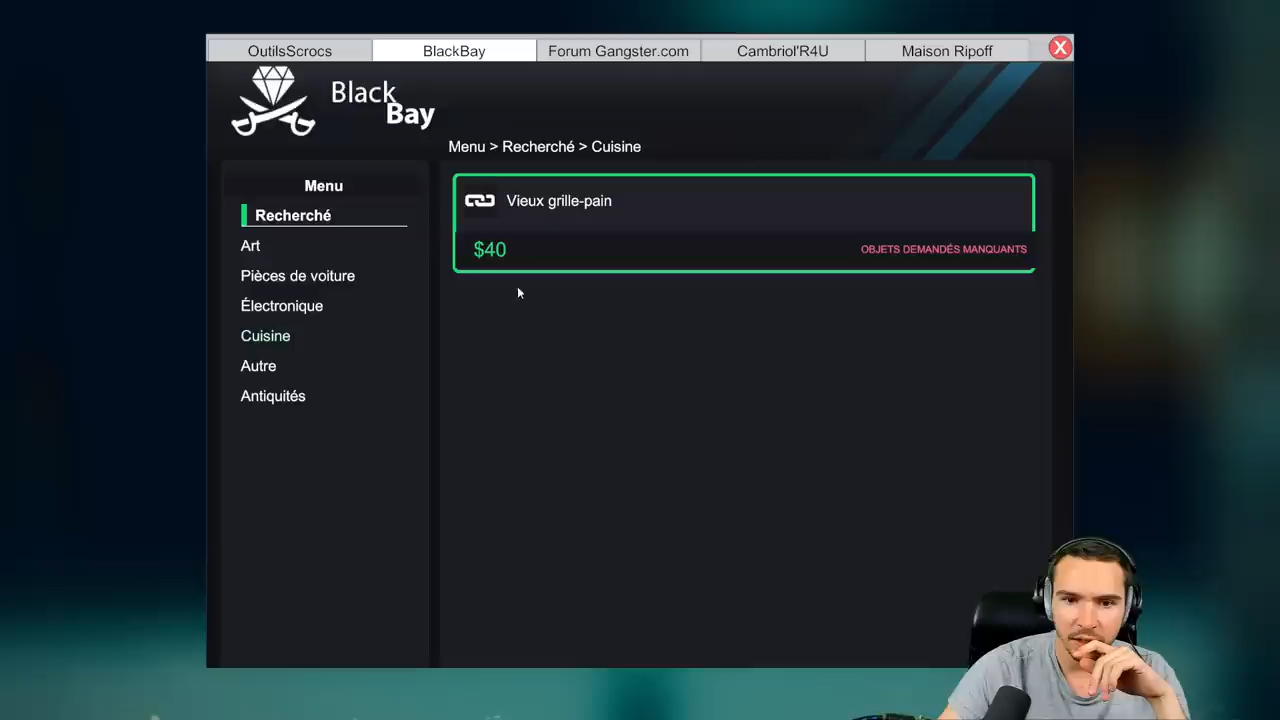 OutilsScrocs
BlackBay
Forum Gangster.com
Cambriol'R4U
Maison Ripoff
X
Black
Bay
Menu > Recherché > Cuisine
Menu
Recherché
Art
Pièces de voiture
Électronique
Cuisine
Autre
Antiquités
Vieux grille-pain
$40
OBJETS DEMANDÉS MANQUANTS